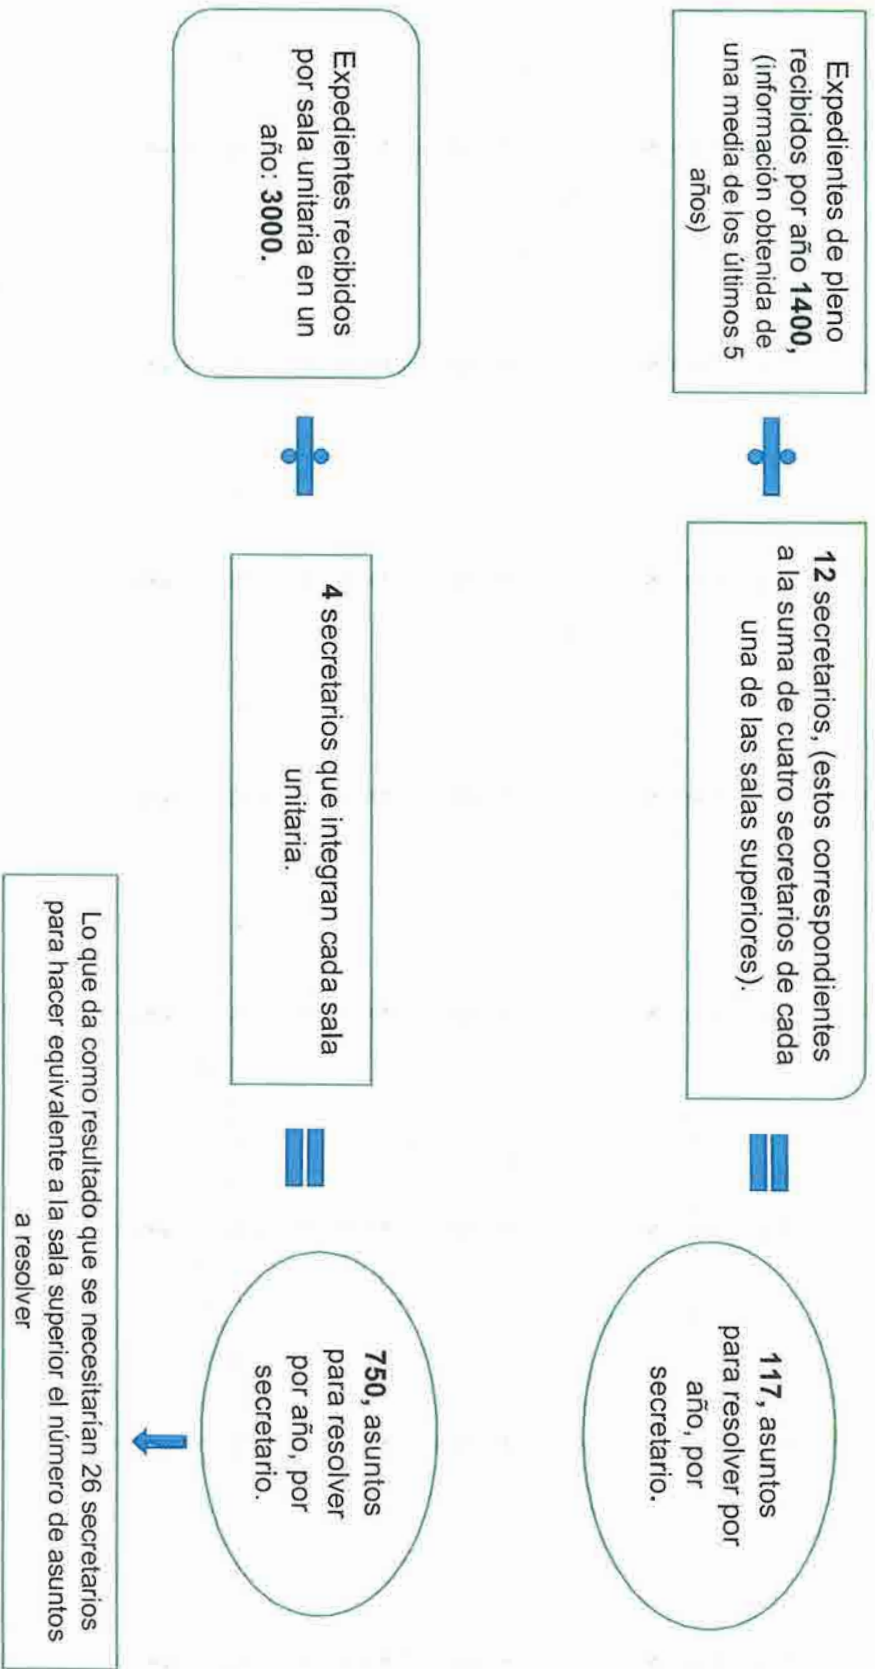 Expedientes de pleno
recibidos por año 1400,
(información obtenida de
una media de los últimos 5
años)
÷
12 secretarios, (estos correspondientes
a la suma de cuatro secretarios de cada
una de las salas superiores).
=
117, asuntos
para resolver por
año, por
secretario.
Expedientes recibidos
por sala unitaria en un
año: 3000.
÷
4 secretarios que integran cada sala
unitaria.
=
750, asuntos
para resolver
por año, por
secretario.
Lo que da como resultado que se necesitarían 26 secretarios
para hacer equivalente a la sala superior el número de asuntos
a resolver